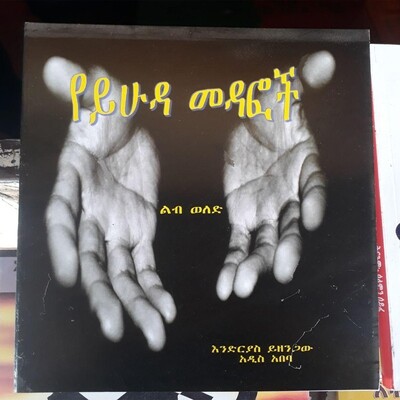 የይሁዳ መዳፎች
ልብ ወለድ
እንድርያስ ይዘንጋው
አዲስ አበባ